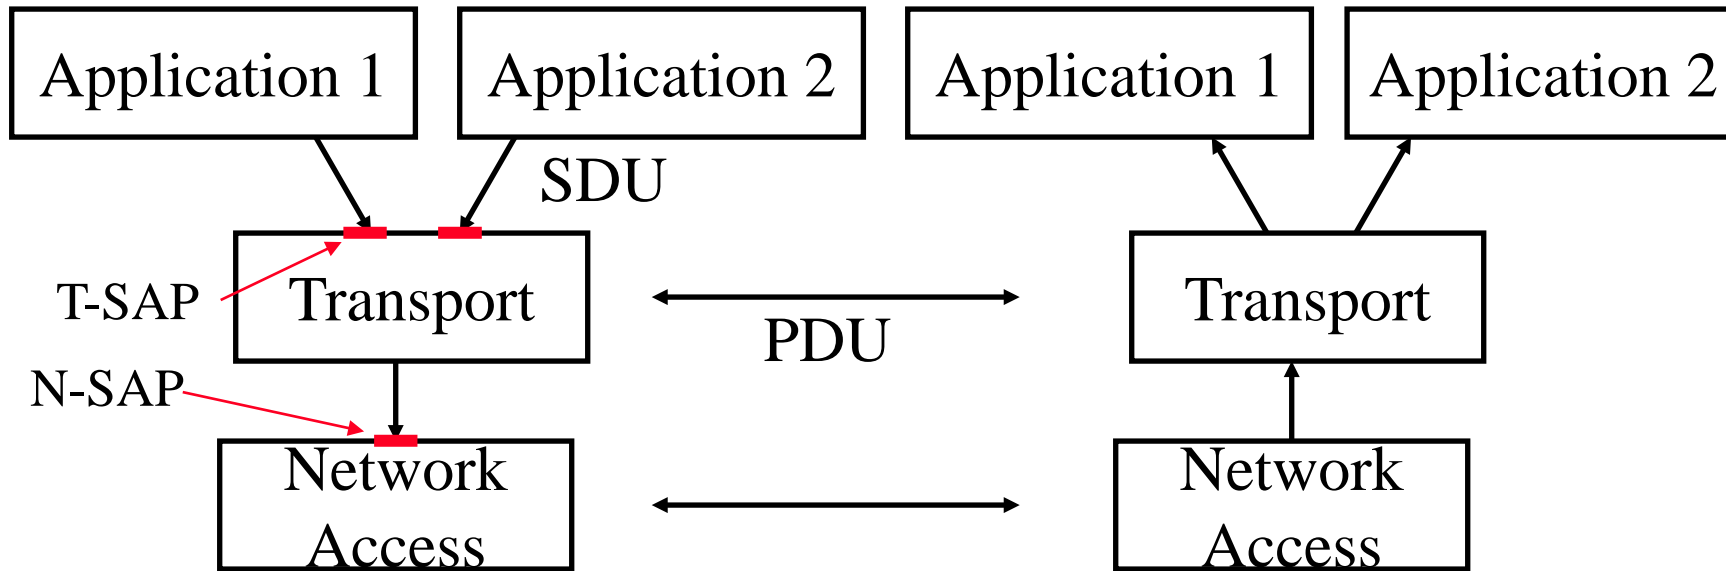 Application 1
Application 2
Application 1
Application 2
SDU
T-SAP
Transport
PDU
Transport
N-SAP
Network
Access
Network
Access